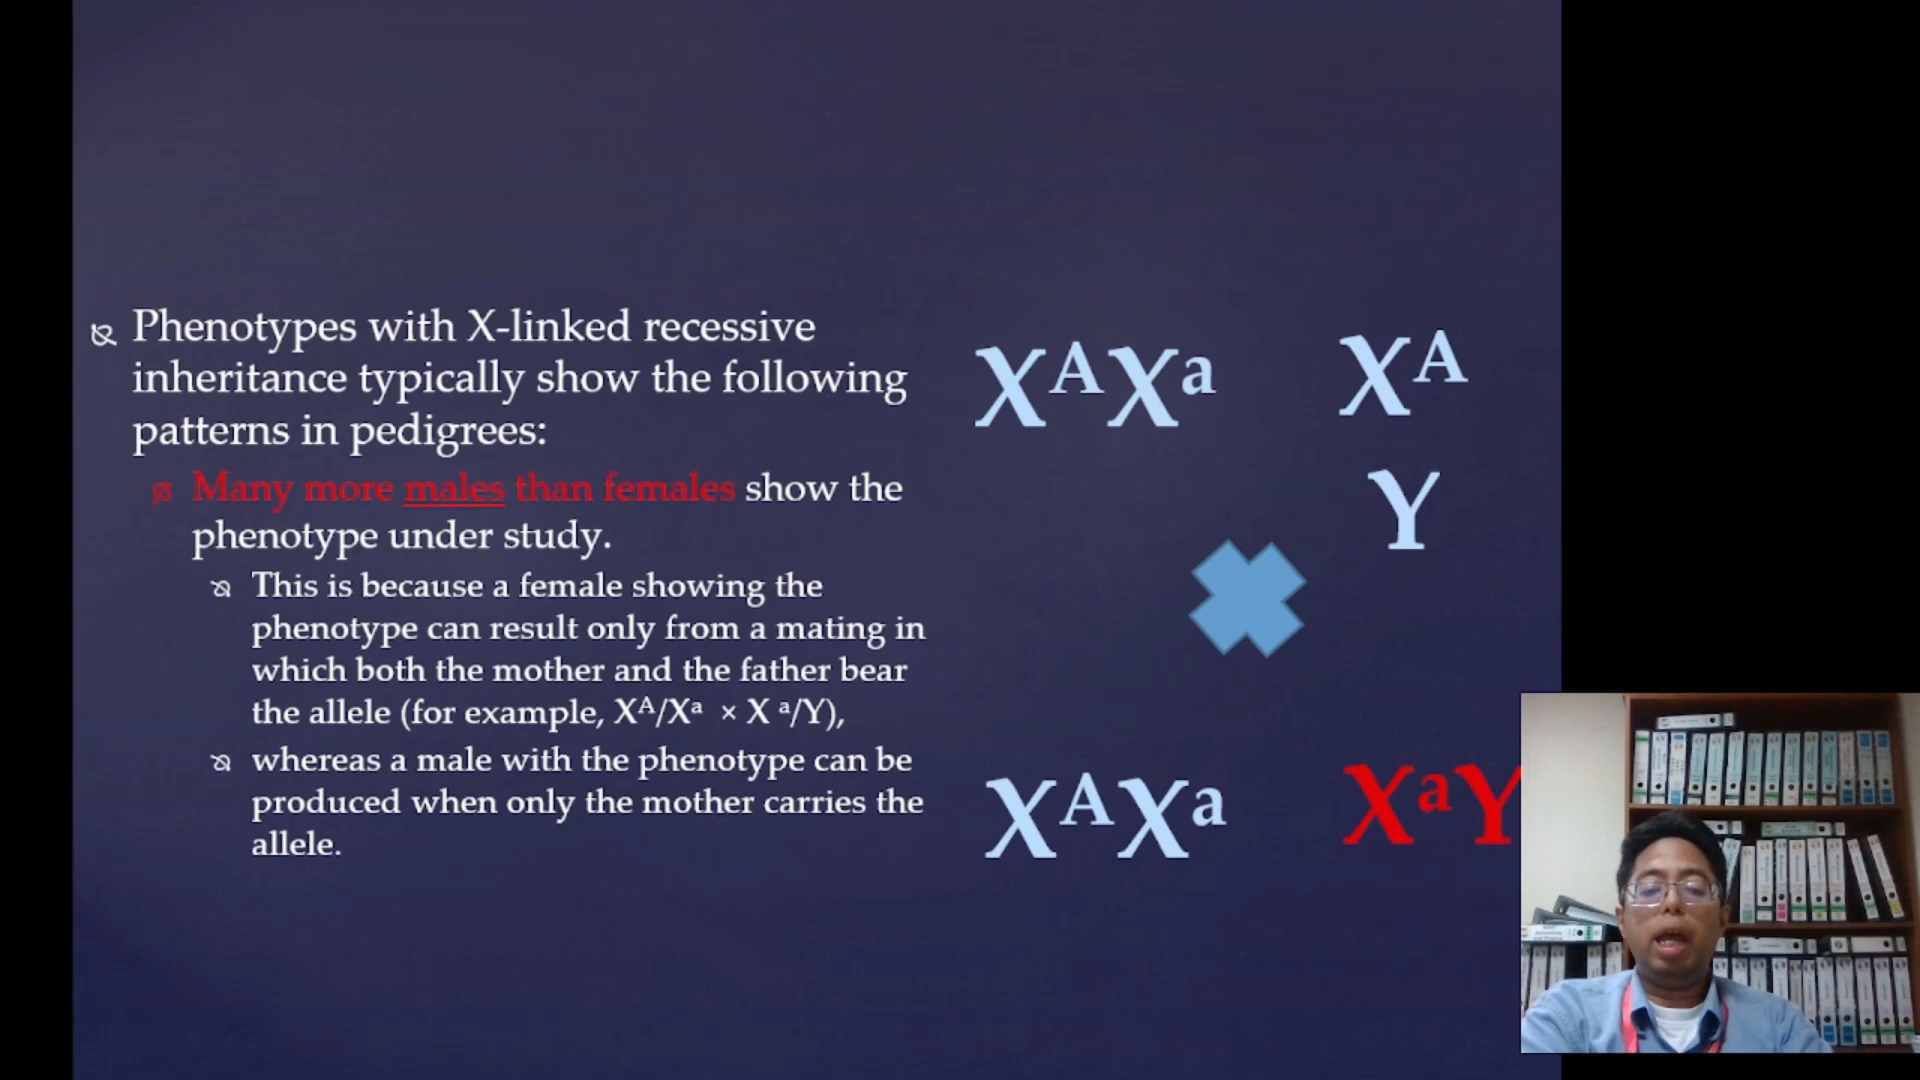 Phenotypes with X-linked recessive
inheritance typically show the following
patterns in pedigrees:
Many more males than females show the
phenotype under study.
This is because a female showing the
phenotype can result only from a mating in
which both the mother and the father bear
the allele (for example, Xᴬ/Xᵃ × X ᵃ/Y),
whereas a male with the phenotype can be
produced when only the mother carries the
allele.
XᴬXᵃ
Xᴬ
Y
XᴬXᵃ
XᵃY